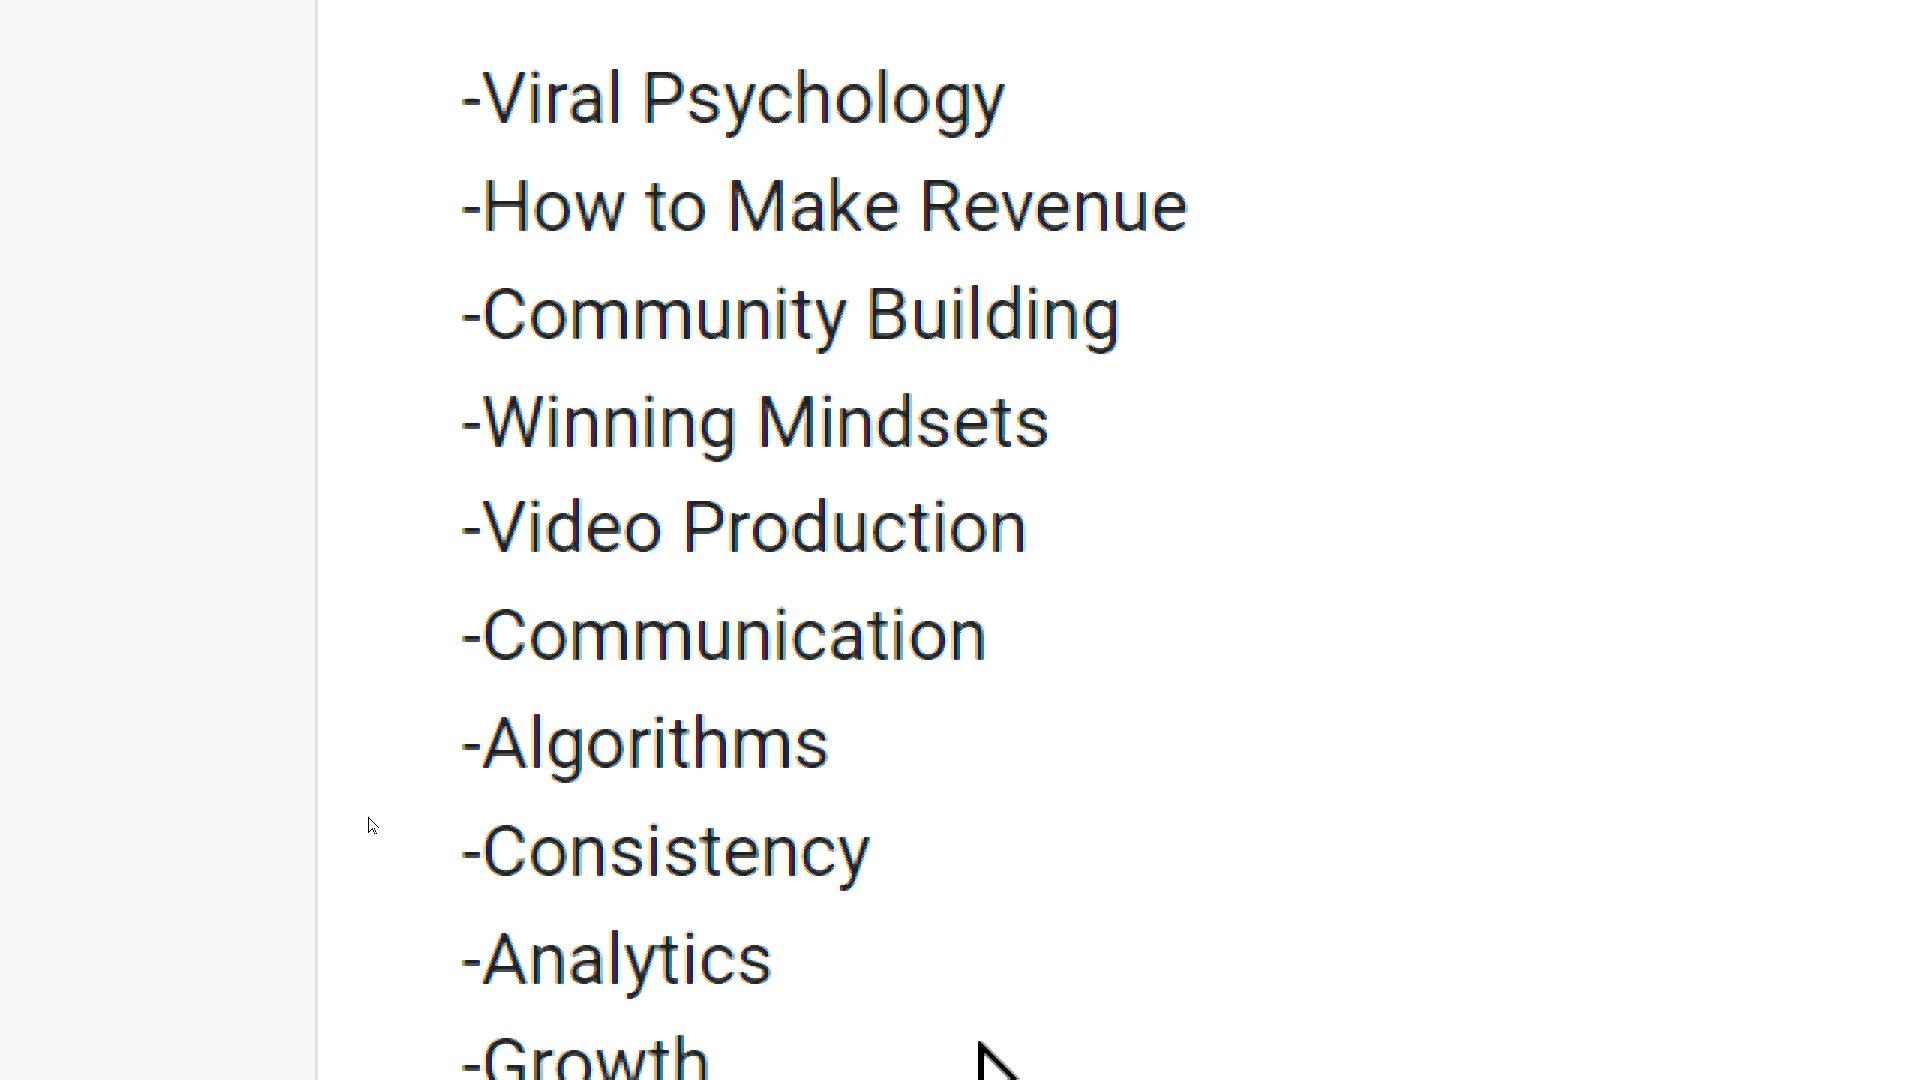 -Viral Psychology
-How to Make Revenue
-Community Building
-Winning Mindsets
-Video Production
-Communication
-Algorithms
-Consistency
-Analytics
-Growth